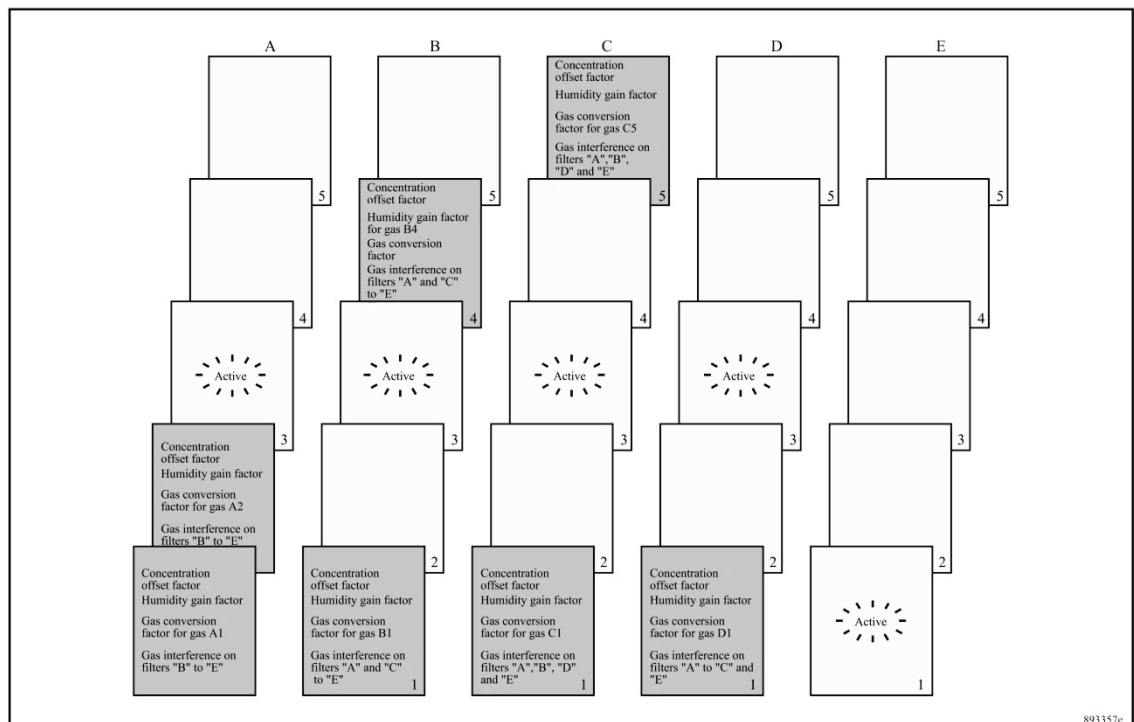 A
B
C
D
E
Concentration
offset factor
Humidity gain factor
Gas conversion
factor for gas C5
Gas interference on
filters "A","B",
"D" and "E"
5
5
5
5
5
Concentration
offset factor
Humidity gain factor
for gas B4
Gas conversion
factor
Gas interference on
filters "A" and "C"
to "E"
4
4
4
4
4
Active
Active
Active
Active
3
3
3
3
3
Concentration
offset factor
Humidity gain factor
Gas conversion
factor for gas A2
Gas interference on
filters "B" to "E"
2
2
2
2
Concentration
offset factor
Humidity gain factor
Gas conversion
factor for gas A1
Gas interference on
filters "B" to "E"
Concentration
offset factor
Humidity gain factor
Gas conversion
factor for gas B1
Gas interference on
filters "A" and "C"
to "E"
1
Concentration
offset factor
Humidity gain factor
Gas conversion
factor for gas C1
Gas interference on
filters "A","B", "D"
and "E"
1
Concentration
offset factor
Humidity gain factor
Gas conversion
factor for gas D1
Gas interference on
filters "A" to "C" and
"E"
1
Active
1
893357e